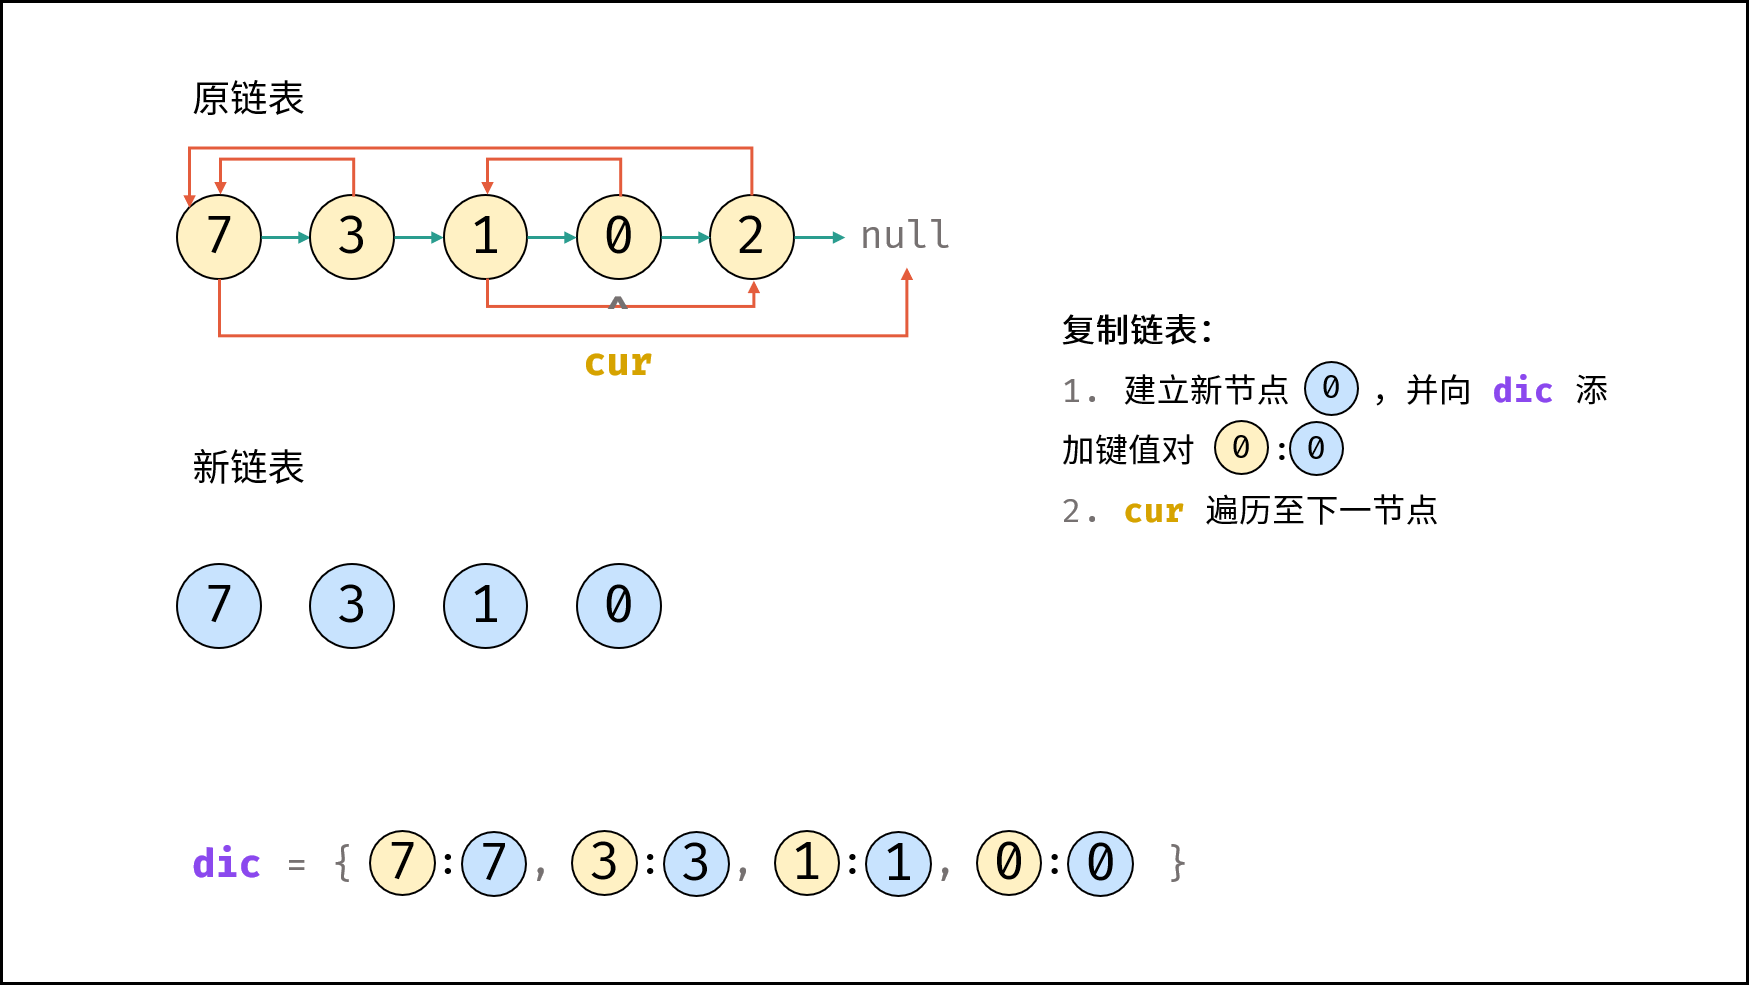 原链表
7 3 1 0 2 null
^
cur
复制链表:
1. 建立新节点 0 ，并向 dic 添
加键值对 0 : 0
2. cur 遍历至下一节点
新链表
7 3 1 0
dic = { 7 : 7 , 3 : 3 , 1 : 1 , 0 : 0 }